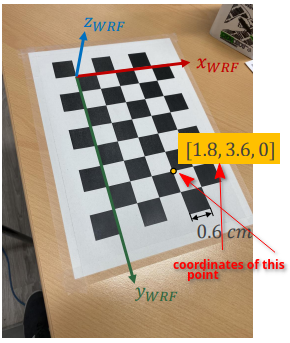 z_WRF
x_WRF
[1.8, 3.6, 0]
0.6 cm
coordinates of this
point
y_WRF